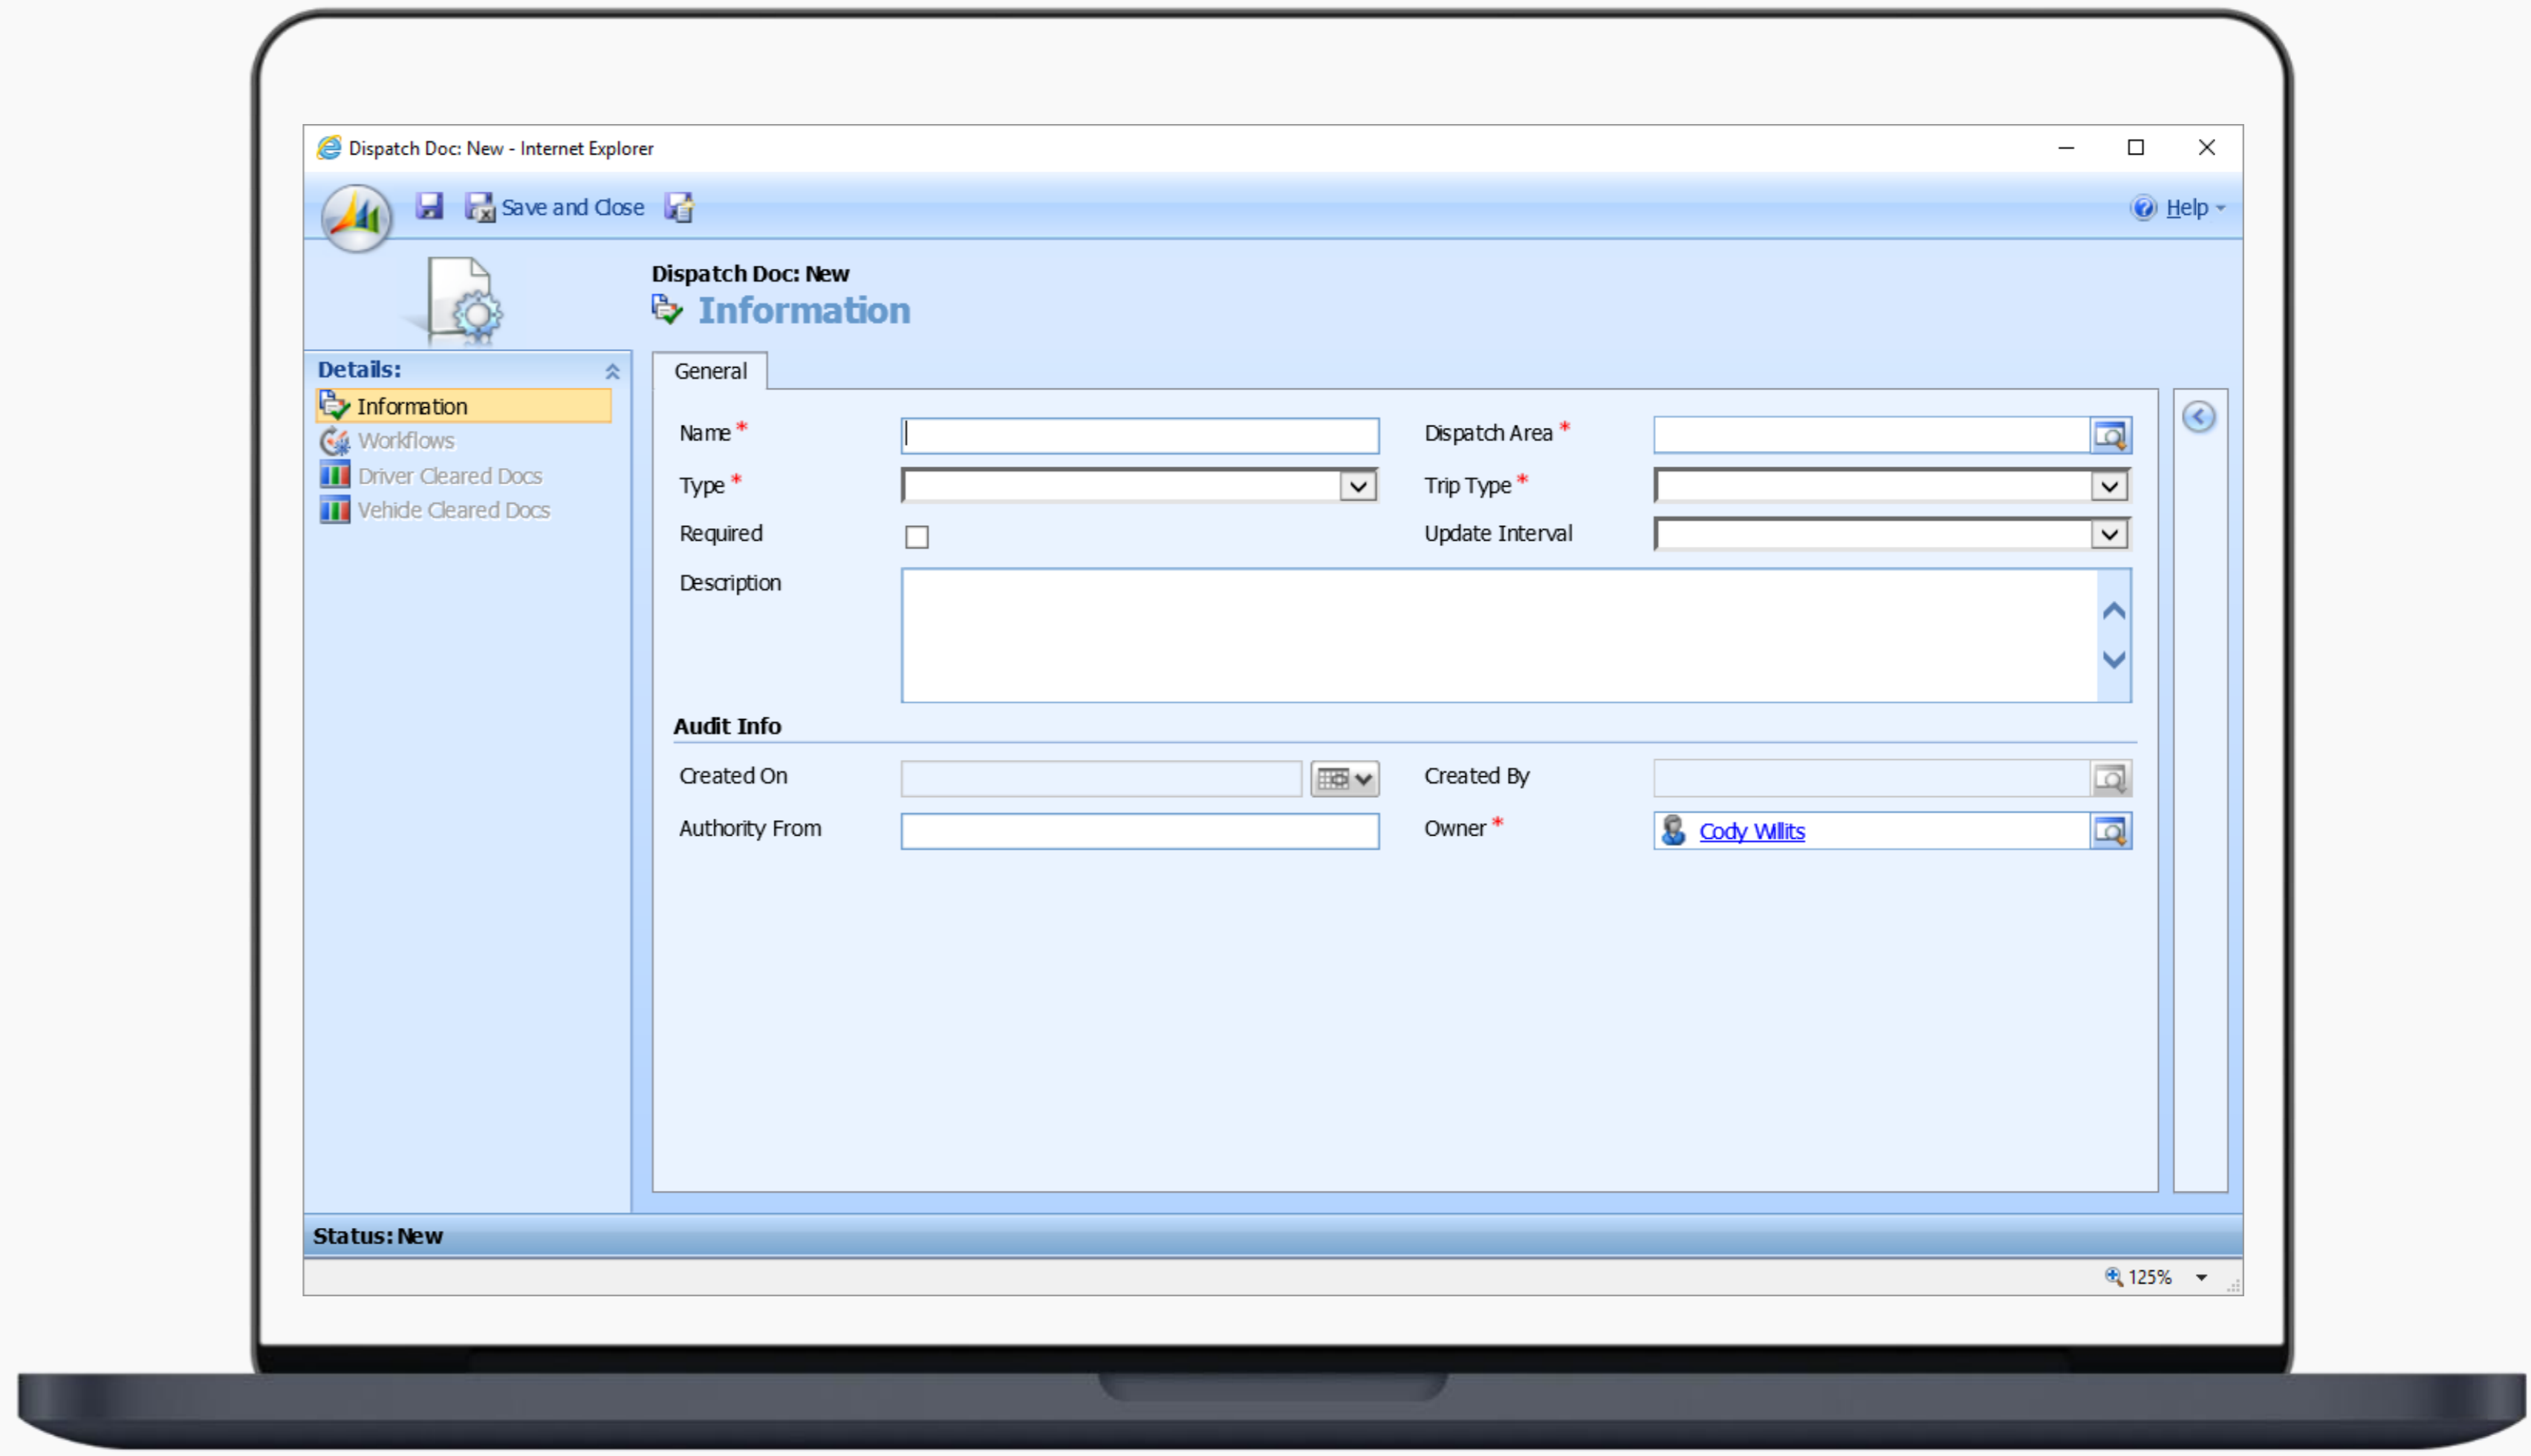 Dispatch Doc: New - Internet Explorer
Save and Close
Help
Dispatch Doc: New
Information
Details:
Information
Workflows
Driver Cleared Docs
Vehicle Cleared Docs
General
Name * Dispatch Area *
Type * Trip Type *
Required Update Interval
Description
Audit Info
Created On Created By
Authority From Owner * Cody Willits
Status: New
125%